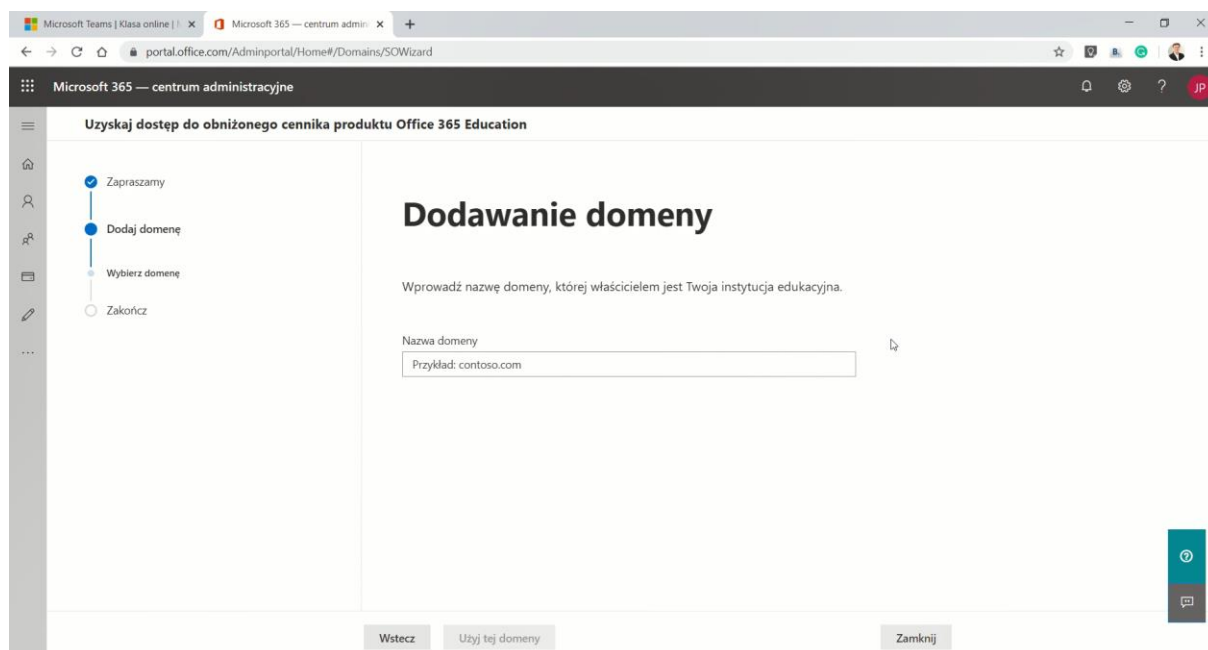 Microsoft Teams | Klasa online |
Microsoft 365 — centrum admin
portal.office.com/Adminportal/Home#/Domains/SOWizard
Microsoft 365 — centrum administracyjne
JP
Uzyskaj dostęp do obniżonego cennika produktu Office 365 Education
Zapraszamy
Dodaj domenę
Wybierz domenę
Zakończ
Dodawanie domeny
Wprowadź nazwę domeny, której właścicielem jest Twoja instytucja edukacyjna.
Nazwa domeny
Przykład: contoso.com
Wstecz
Użyj tej domeny
Zamknij